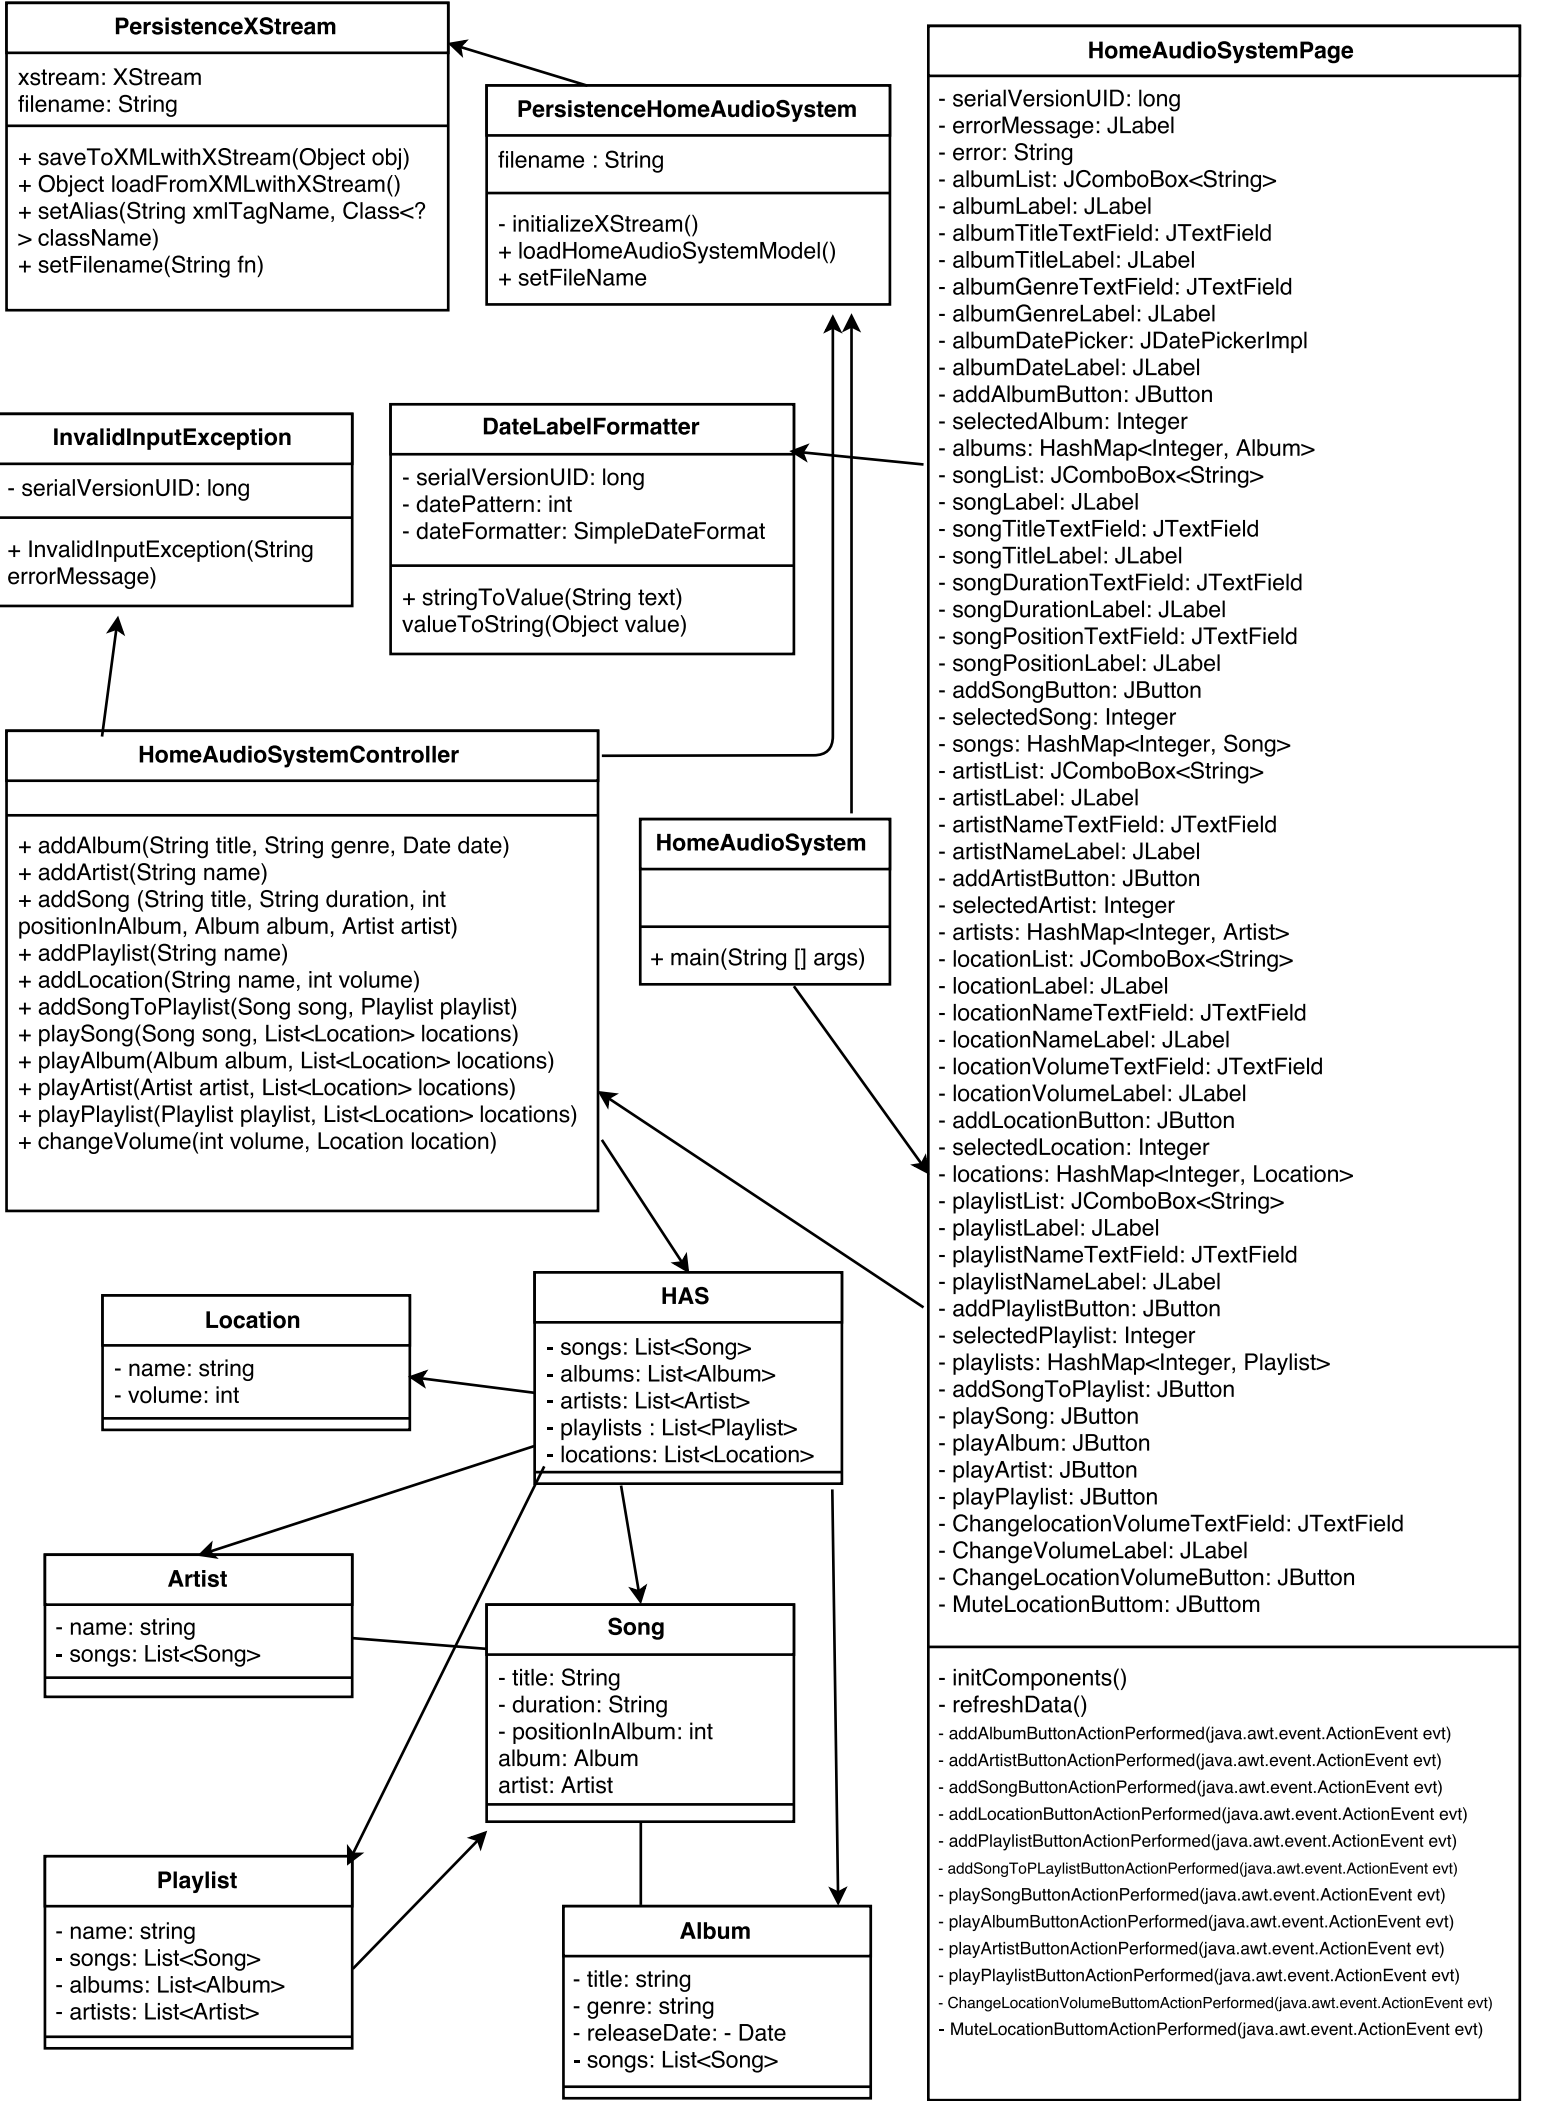 PersistenceXStream
xstream: XStream
filename: String
+ saveToXMLwithXStream(Object obj)
+ Object loadFromXMLwithXStream()
+ setAlias(String xmlTagName, Class<?
> className)
+ setFilename(String fn)
PersistenceHomeAudioSystem
filename : String
- initializeXStream()
+ loadHomeAudioSystemModel()
+ setFileName
InvalidInputException
- serialVersionUID: long
+ InvalidInputException(String
errorMessage)
DateLabelFormatter
- serialVersionUID: long
- datePattern: int
- dateFormatter: SimpleDateFormat
+ stringToValue(String text)
valueToString(Object value)
HomeAudioSystemController
+ addAlbum(String title, String genre, Date date)
+ addArtist(String name)
+ addSong (String title, String duration, int
positionInAlbum, Album album, Artist artist)
+ addPlaylist(String name)
+ addLocation(String name, int volume)
+ addSongToPlaylist(Song song, Playlist playlist)
+ playSong(Song song, List<Location> locations)
+ playAlbum(Album album, List<Location> locations)
+ playArtist(Artist artist, List<Location> locations)
+ playPlaylist(Playlist playlist, List<Location> locations)
+ changeVolume(int volume, Location location)
HomeAudioSystem
+ main(String [] args)
HAS
- songs: List<Song>
- albums: List<Album>
- artists: List<Artist>
- playlists : List<Playlist>
- locations: List<Location>
Location
- name: string
- volume: int
Artist
- name: string
- songs: List<Song>
Song
- title: String
- duration: String
- positionInAlbum: int
album: Album
artist: Artist
Playlist
- name: string
- songs: List<Song>
- albums: List<Album>
- artists: List<Artist>
Album
- title: string
- genre: string
- releaseDate: - Date
- songs: List<Song>
HomeAudioSystemPage
- serialVersionUID: long
- errorMessage: JLabel
- error: String
- albumList: JComboBox<String>
- albumLabel: JLabel
- albumTitleTextField: JTextField
- albumTitleLabel: JLabel
- albumGenreTextField: JTextField
- albumGenreLabel: JLabel
- albumDatePicker: JDatePickerImpl
- albumDateLabel: JLabel
- addAlbumButton: JButton
- selectedAlbum: Integer
- albums: HashMap<Integer, Album>
- songList: JComboBox<String>
- songLabel: JLabel
- songTitleTextField: JTextField
- songTitleLabel: JLabel
- songDurationTextField: JTextField
- songDurationLabel: JLabel
- songPositionTextField: JTextField
- songPositionLabel: JLabel
- addSongButton: JButton
- selectedSong: Integer
- songs: HashMap<Integer, Song>
- artistList: JComboBox<String>
- artistLabel: JLabel
- artistNameTextField: JTextField
- artistNameLabel: JLabel
- addArtistButton: JButton
- selectedArtist: Integer
- artists: HashMap<Integer, Artist>
- locationList: JComboBox<String>
- locationLabel: JLabel
- locationNameTextField: JTextField
- locationNameLabel: JLabel
- locationVolumeTextField: JTextField
- locationVolumeLabel: JLabel
- addLocationButton: JButton
- selectedLocation: Integer
- locations: HashMap<Integer, Location>
- playlistList: JComboBox<String>
- playlistLabel: JLabel
- playlistNameTextField: JTextField
- playlistNameLabel: JLabel
- addPlaylistButton: JButton
- selectedPlaylist: Integer
- playlists: HashMap<Integer, Playlist>
- addSongToPlaylist: JButton
- playSong: JButton
- playAlbum: JButton
- playArtist: JButton
- playPlaylist: JButton
- ChangelocationVolumeTextField: JTextField
- ChangeVolumeLabel: JLabel
- ChangeLocationVolumeButton: JButton
- MuteLocationButtom: JButtom
- initComponents()
- refreshData()
- addAlbumButtonActionPerformed(java.awt.event.ActionEvent evt)
- addArtistButtonActionPerformed(java.awt.event.ActionEvent evt)
- addSongButtonActionPerformed(java.awt.event.ActionEvent evt)
- addLocationButtonActionPerformed(java.awt.event.ActionEvent evt)
- addPlaylistButtonActionPerformed(java.awt.event.ActionEvent evt)
- addSongToPLaylistButtonActionPerformed(java.awt.event.ActionEvent evt)
- playSongButtonActionPerformed(java.awt.event.ActionEvent evt)
- playAlbumButtonActionPerformed(java.awt.event.ActionEvent evt)
- playArtistButtonActionPerformed(java.awt.event.ActionEvent evt)
- playPlaylistButtonActionPerformed(java.awt.event.ActionEvent evt)
- ChangeLocationVolumeButtomActionPerformed(java.awt.event.ActionEvent evt)
- MuteLocationButtomActionPerformed(java.awt.event.ActionEvent evt)